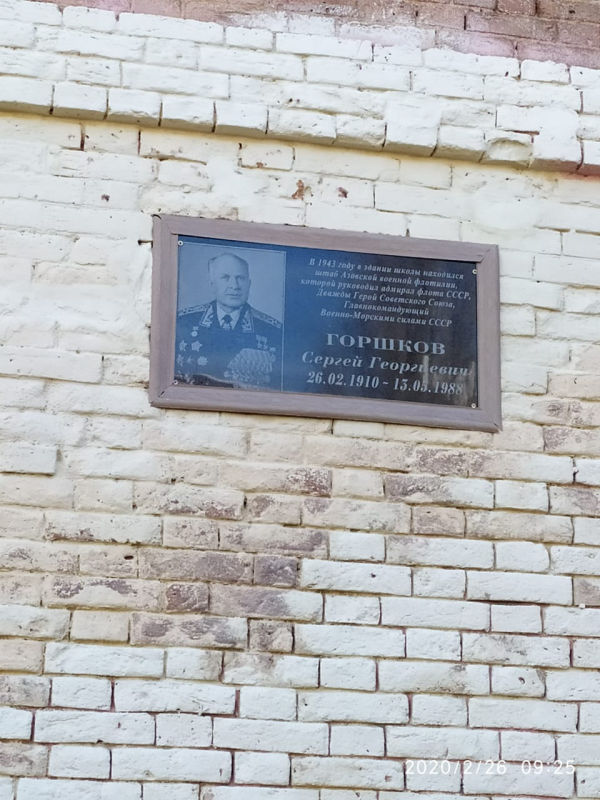 В 1943 году в здании школы находился
штаб Азовской военной флотилии,
которой руководил адмирал флота СССР,
Дважды Герой Советского Союза,
Главнокомандующий
Военно-Морскими силами СССР
ГОРШКОВ
Сергей Георгиевич
26.02.1910 ~ 13.05.1988
2020/2/26 09:25